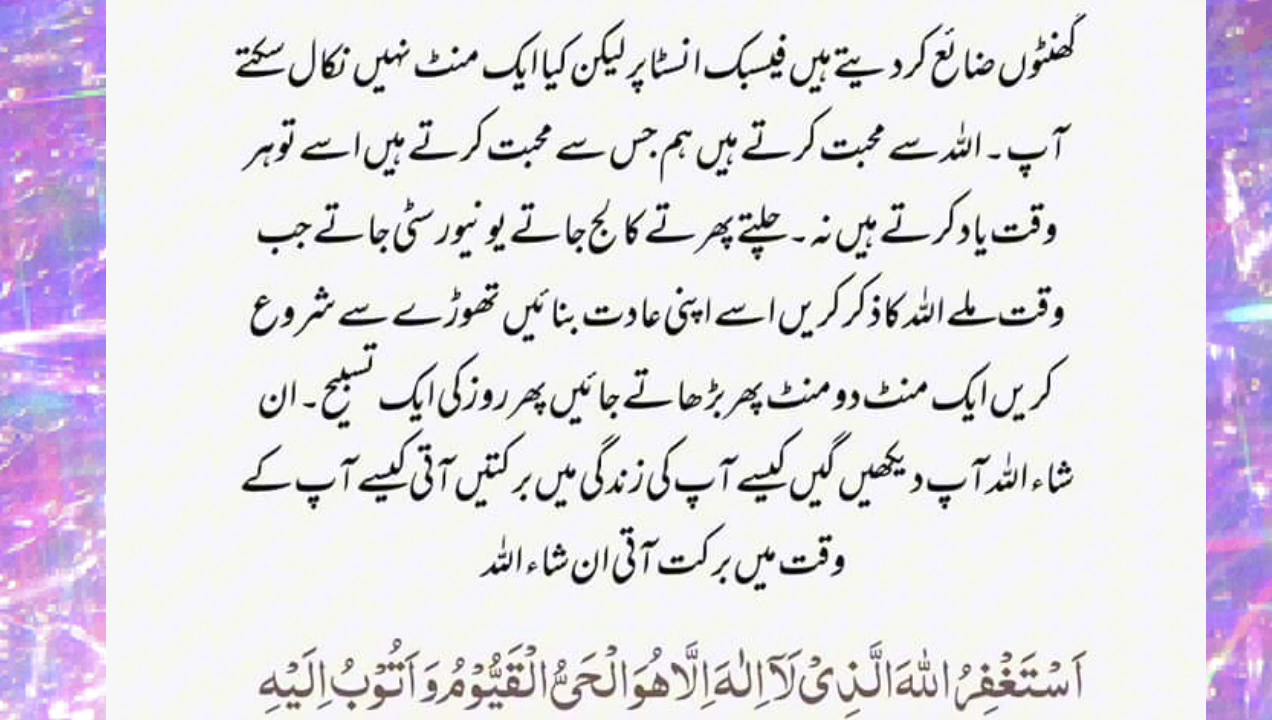 گھنٹوں ضائع کر دیتے ہیں فیسبک انسٹا پر لیکن کیا ایک منٹ نہیں نکال سکتے
آپ۔ اللہ سے محبت کرتے ہیں ہم جس سے محبت کرتے ہیں اسے تو ہر
وقت یاد کرتے ہیں نہ۔ چلتے پھرتے کالج جاتے یونیورسٹی جاتے جب
وقت ملے اللہ کا ذکر کریں اسے اپنی عادت بنائیں تھوڑے سے شروع
کریں ایک منٹ دو منٹ پھر بڑھاتے جائیں پھر روز کی ایک تسبیح۔ ان
شاء اللہ آپ دیکھیں گیں کیسے آپ کی زندگی میں برکتیں آتی کیسے آپ کے
وقت میں برکت آتی ان شاء اللہ
اَسْتَغْفِرُ اللهَ الَّذِىْ لَآ اِلٰهَ اِلَّا هُوَ الْحَىُّ الْقَيُّوْمُ وَ اَتُوْبُ اِلَيْهِ